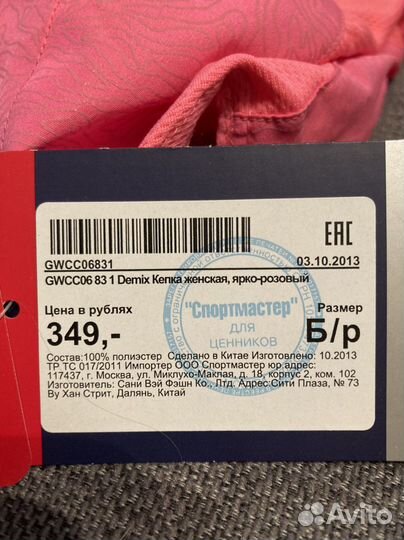 EAC
GWCC06831 03.10.2013
GWCC06 83 1 Demix Кепка женская, ярко-розовый
Цена в рублях Размер
349,- Б/р
"Спортмастер"
ДЛЯ
ЦЕННИКОВ
Состав:100% полиэстер Сделано в Китае Изготовлено: 10.2013
ТР ТС 017/2011 Импортер ООО Спортмастер юр.адрес:
117437, г. Москва, ул. Миклухо-Маклая, д. 18, корпус 2, ком. 102
Изготовитель: Сани Вэй Фэшн Ко., Лтд. Адрес:Сити Плаза, № 73
Ву Хан Стрит, Далянь, Китай
Avito